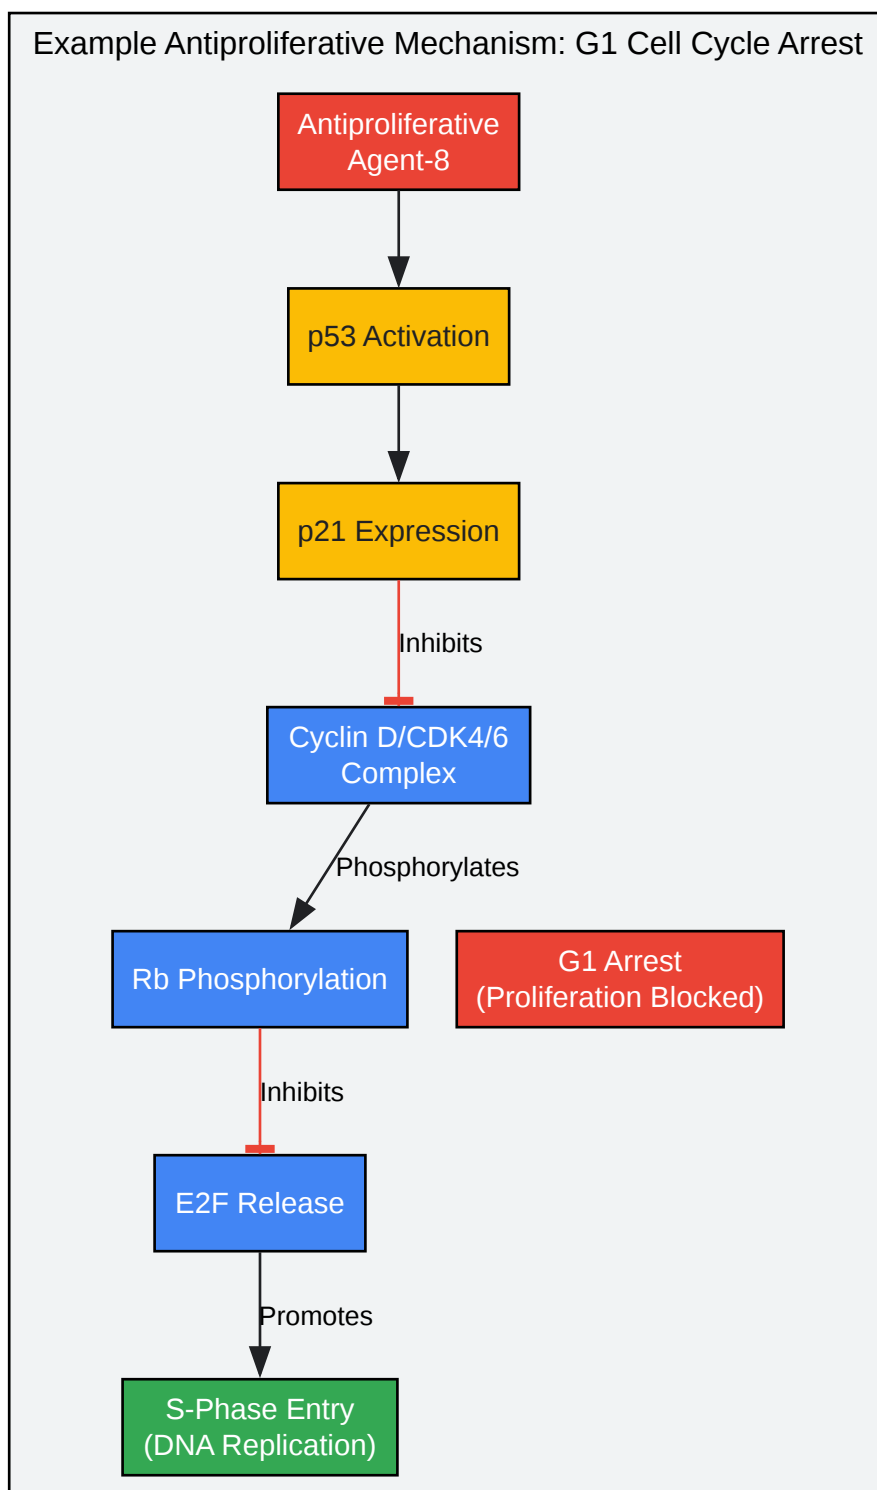 Example Antiproliferative Mechanism: G1 Cell Cycle Arrest
Antiproliferative
Agent-8
p53 Activation
p21 Expression
Inhibits
Cyclin D/CDK4/6
Complex
Phosphorylates
Rb Phosphorylation
G1 Arrest
(Proliferation Blocked)
Inhibits
E2F Release
Promotes
S-Phase Entry
(DNA Replication)